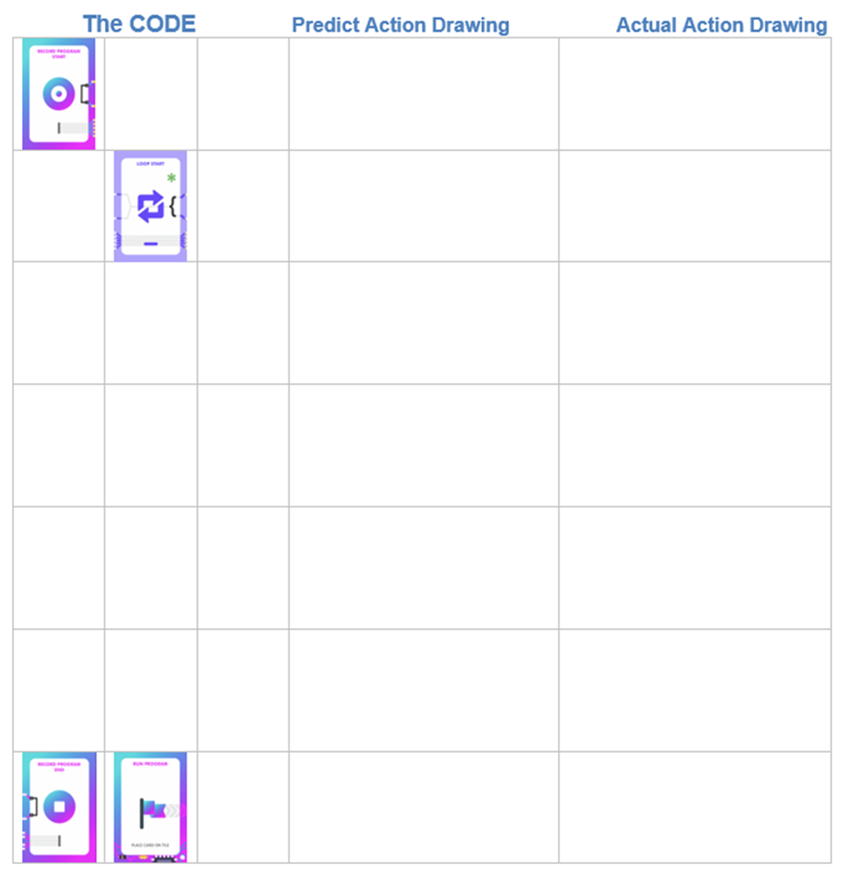 The CODE Predict Action Drawing Actual Action Drawing
RECORD PROGRAM
START
LOOP START
RECORD PROGRAM
END
RUN PROGRAM
PLACE CARD ON TILE